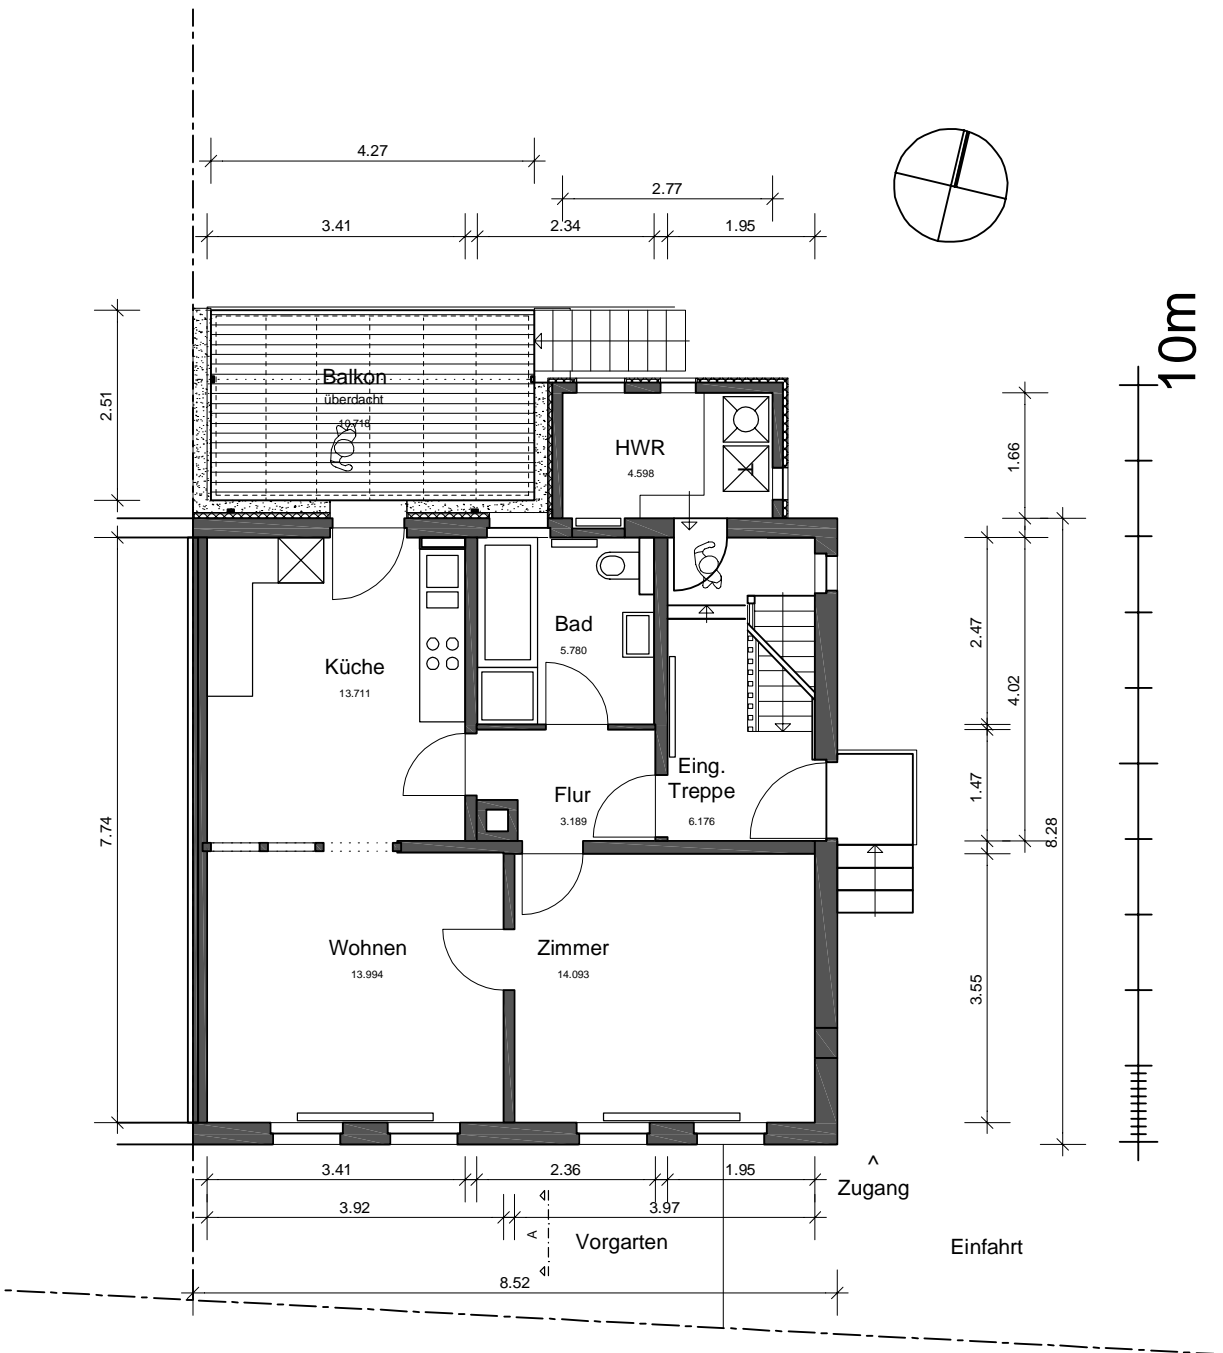 4.27
2.77
3.41
2.34
1.95
10m
2.51
Balkon
überdacht
10.718
HWR
4.598
1.66
Bad
5.780
2.47
Küche
13.711
4.02
Eing.
Treppe
6.176
Flur
3.189
1.47
7.74
8.28
Wohnen
13.994
Zimmer
14.093
3.55
3.41
2.36
1.95
Zugang
3.92
3.97
A
Vorgarten
Einfahrt
8.52